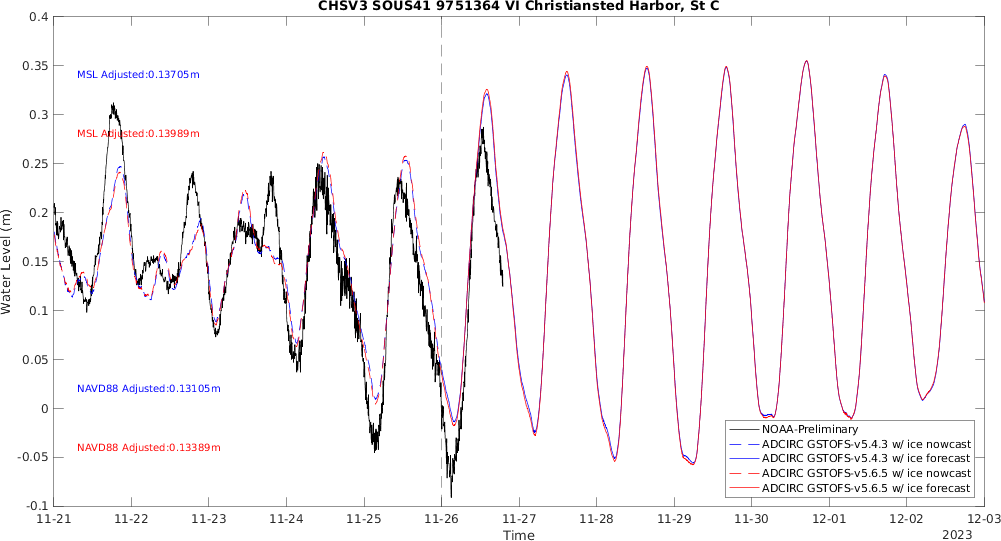 CHSV3 SOUS41 9751364 VI Christiansted Harbor, St C
0.4
0.35
0.3
0.25
0.2
0.15
0.1
0.05
0
-0.05
-0.1
Water Level (m)
MSL Adjusted:0.13705m
MSL Adjusted:0.13989m
NAVD88 Adjusted:0.13105m
NAVD88 Adjusted:0.13389m
NOAA-Preliminary
ADCIRC GSTOFS-v5.4.3 w/ ice nowcast
ADCIRC GSTOFS-v5.4.3 w/ ice forecast
ADCIRC GSTOFS-v5.6.5 w/ ice nowcast
ADCIRC GSTOFS-v5.6.5 w/ ice forecast
11-21 11-22 11-23 11-24 11-25 11-26 11-27 11-28 11-29 11-30 12-01 12-02 12-03
Time
2023